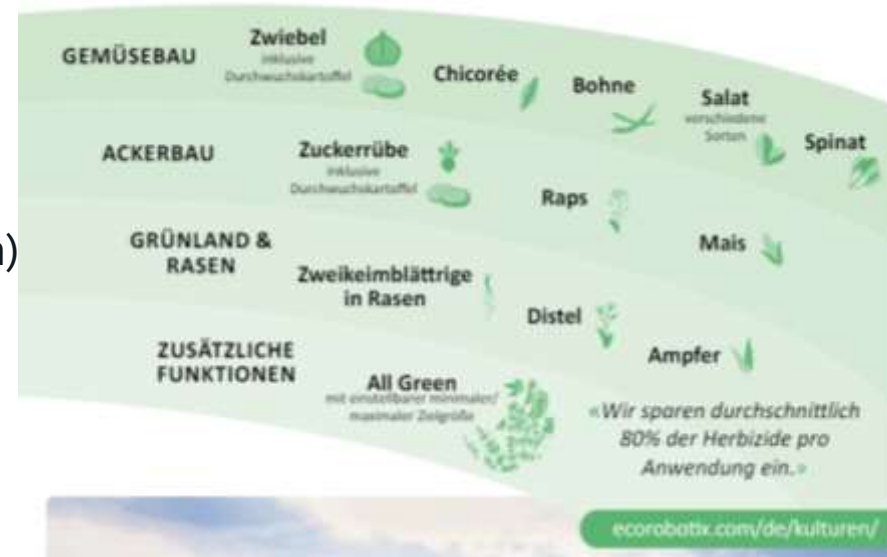 GEMÜSEBAU
Zwiebel
inklusive
Durchwuchskartoffel
Chicorée
Bohne
Salat
verschiedene
Sorten
Spinat
ACKERBAU
Zuckerrübe
inklusive
Durchwuchskartoffel
Raps
Mais
)
GRÜNLAND &
RASEN
Zweikeimblättrige
in Rasen
Distel
Ampfer
ZUSÄTZLICHE
FUNKTIONEN
All Green
mit einstellbarer minimaler/
maximaler Zielgröße
«Wir sparen durchschnittlich
80% der Herbizide pro
Anwendung ein.»
ecorobotix.com/de/kulturen/